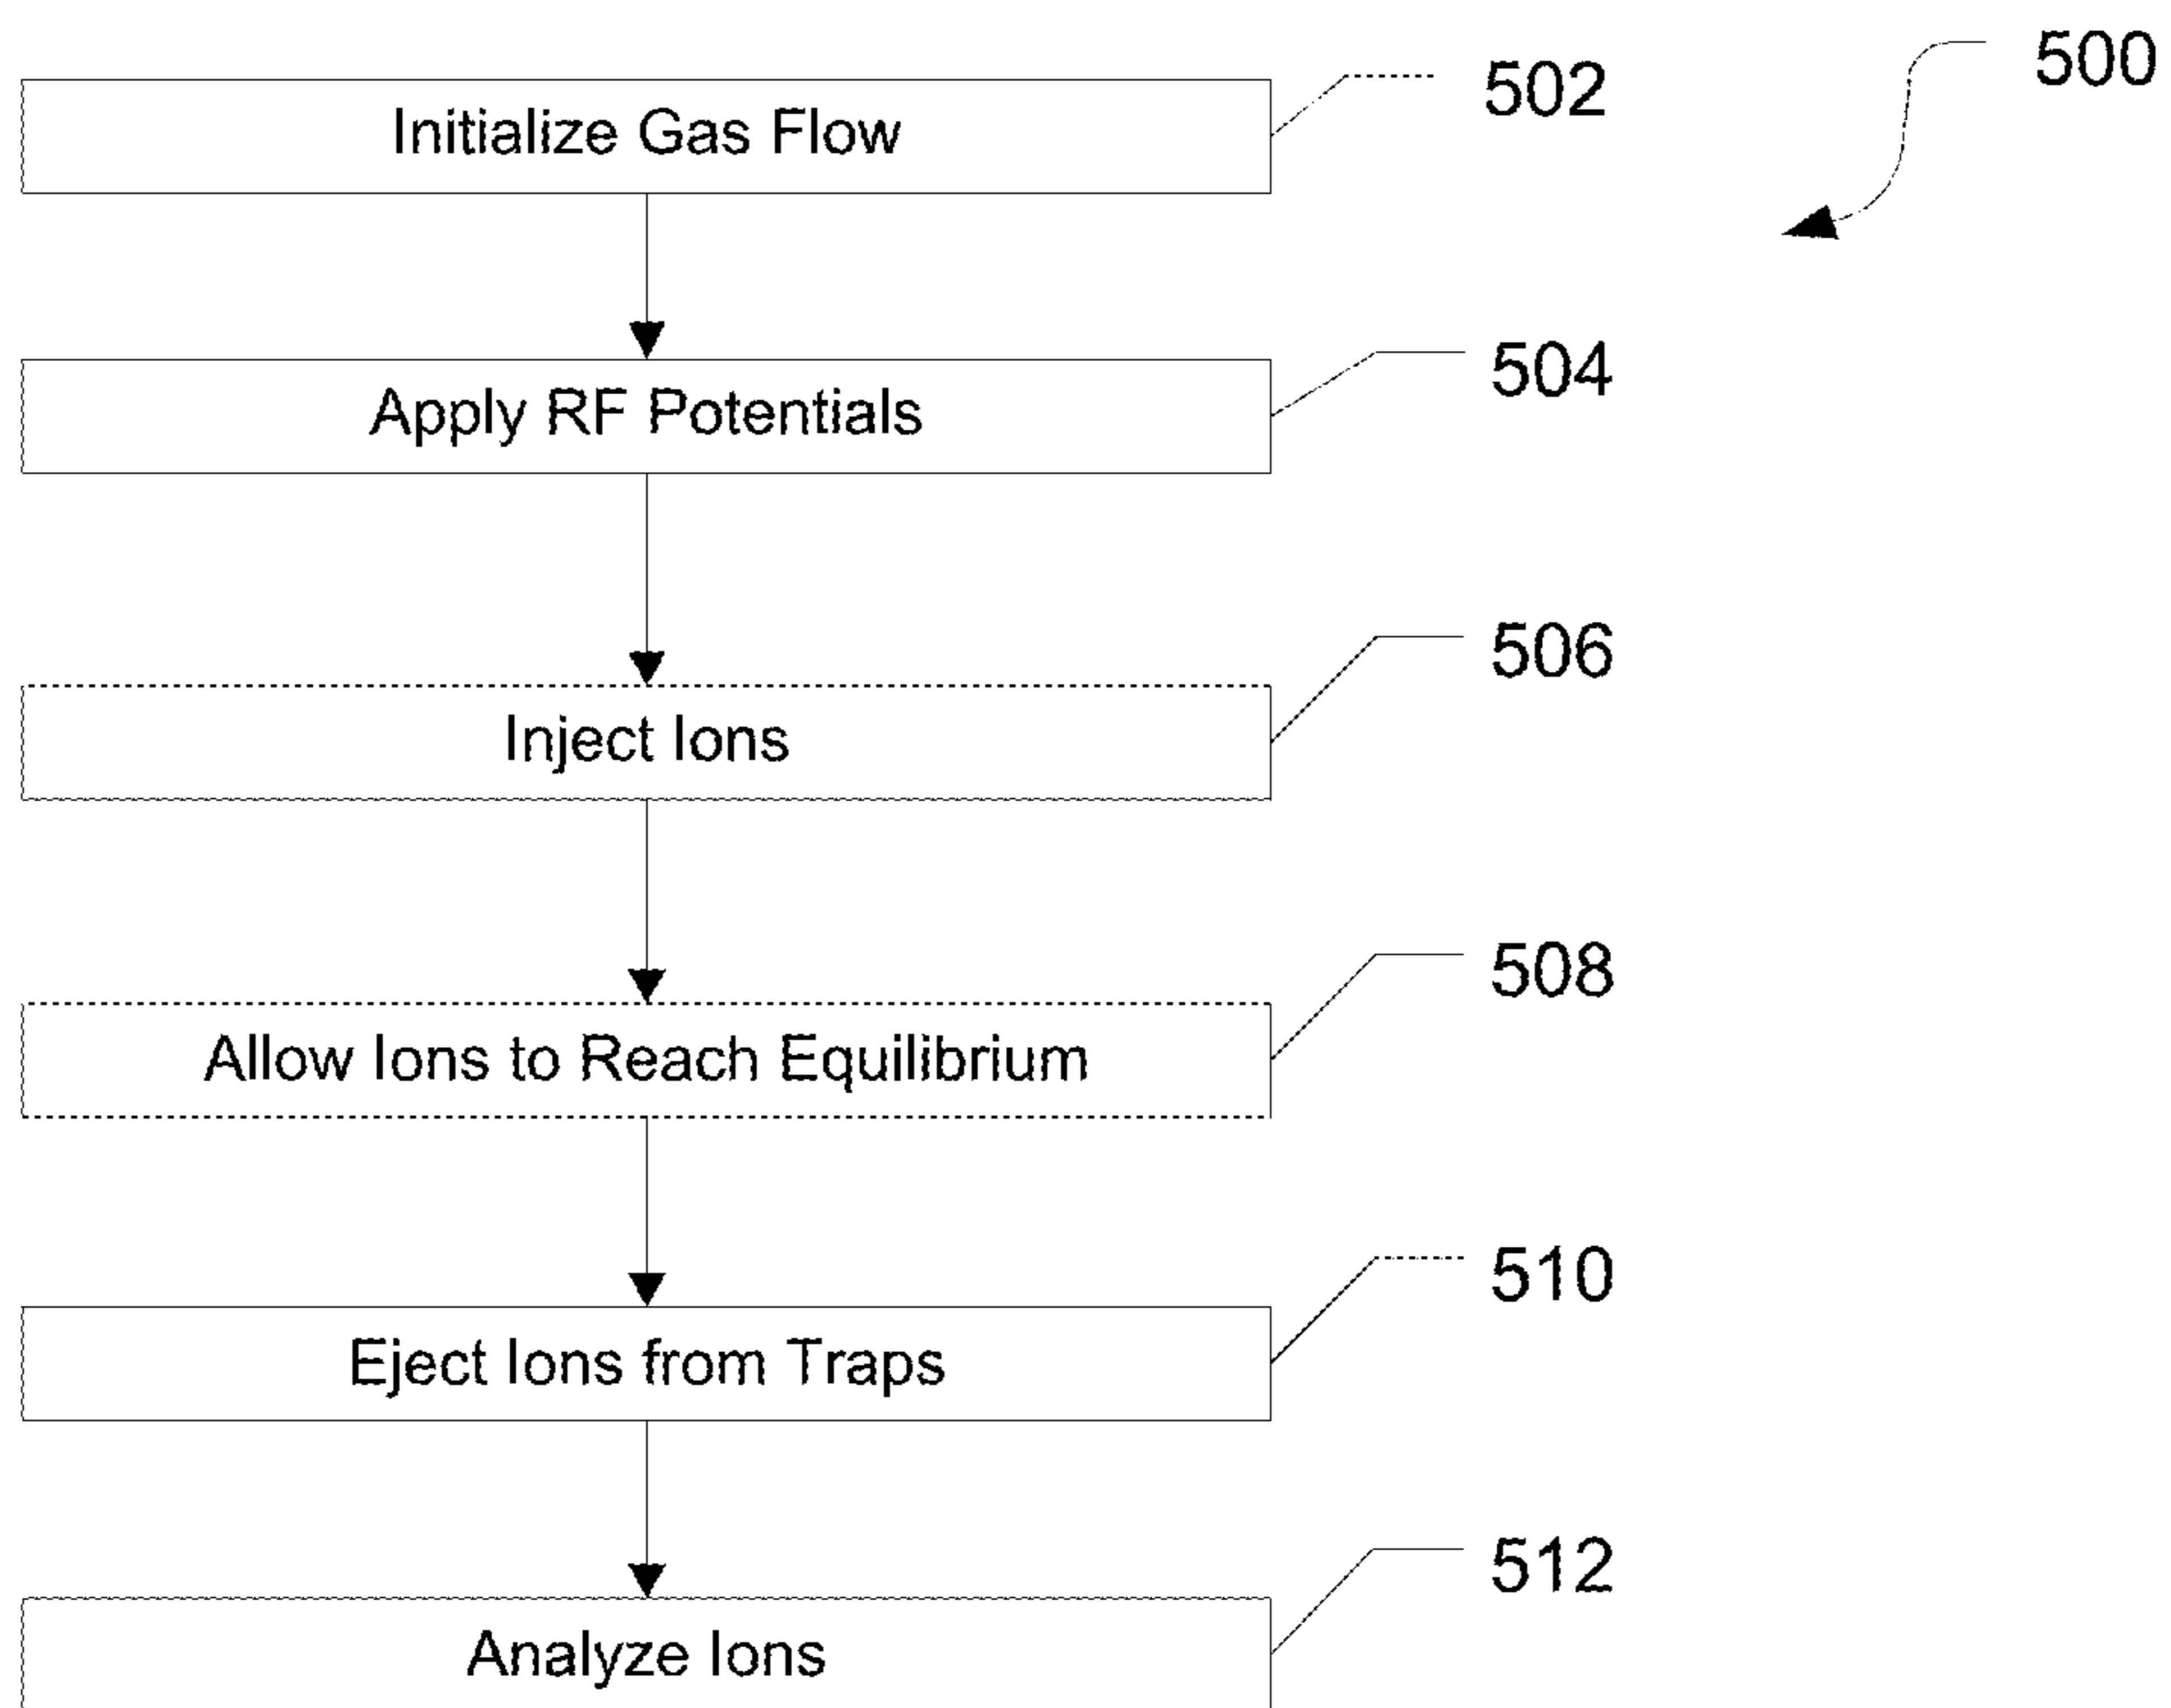 500
Initialize Gas Flow
502
Apply RF Potentials
504
Inject Ions
506
Allow Ions to Reach Equilibrium
508
Eject Ions from Traps
510
Analyze Ions
512